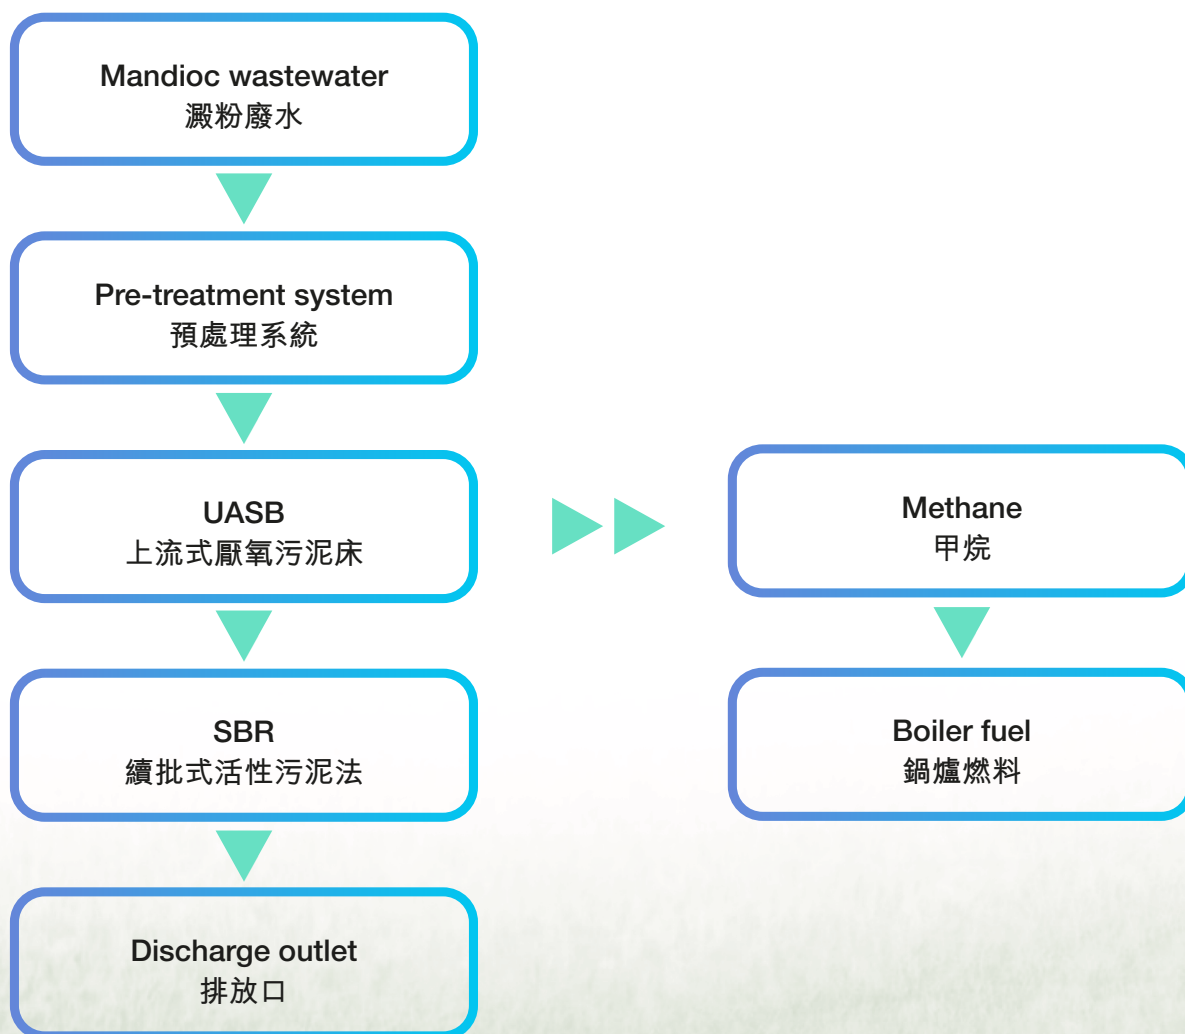 Mandioc wastewater
澱粉廢水
Pre-treatment system
預處理系統
UASB
上流式厭氧污泥床
SBR
續批式活性污泥法
Discharge outlet
排放口
Methane
甲烷
Boiler fuel
鍋爐燃料